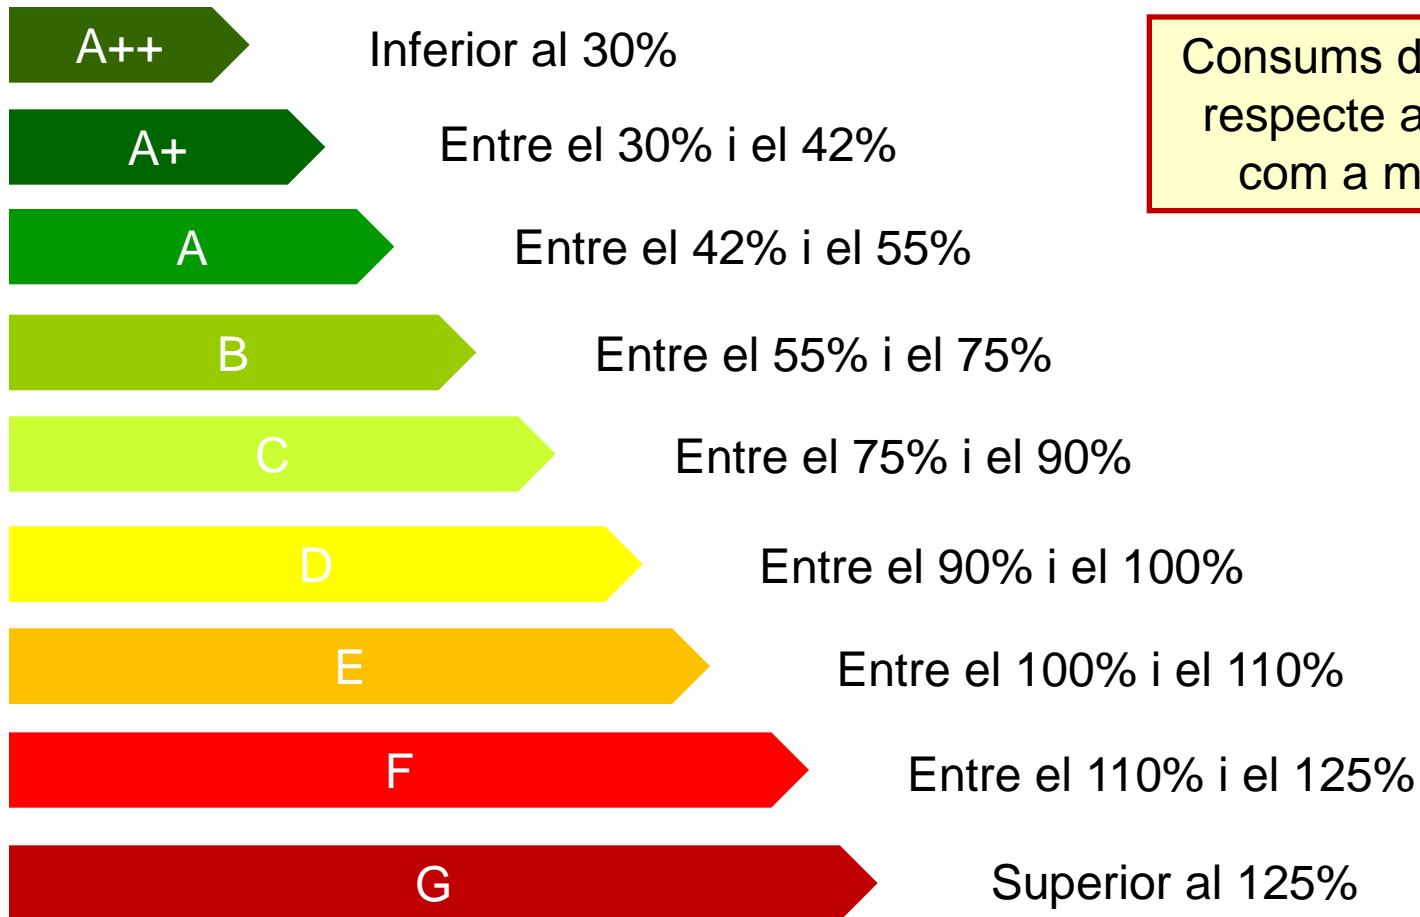 A++ Inferior al 30%
Consums d
respecte a
com a m
A+ Entre el 30% i el 42%
A Entre el 42% i el 55%
B Entre el 55% i el 75%
C Entre el 75% i el 90%
D Entre el 90% i el 100%
E Entre el 100% i el 110%
F Entre el 110% i el 125%
G Superior al 125%